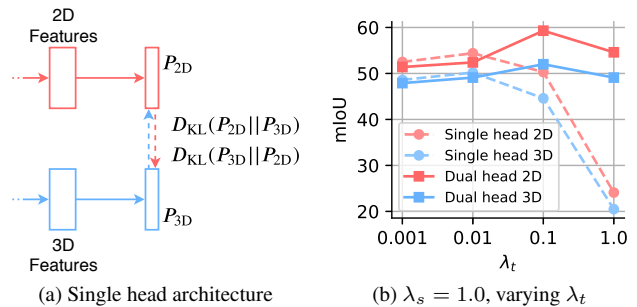 2D
Features
P2D
DKL(P2D||P3D)
DKL(P3D||P2D)
P3D
3D
Features
(a) Single head architecture
mIoU
60
50
40
30
20
Single head 2D
Single head 3D
Dual head 2D
Dual head 3D
0.001 0.01 0.1 1.0
λt
(b) λs = 1.0, varying λt